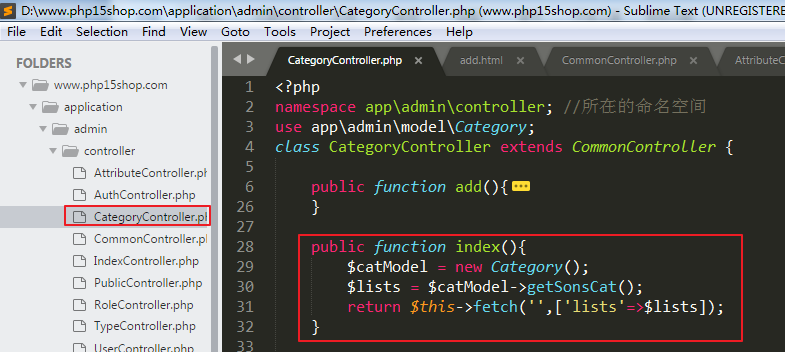 D:\www.php15shop.com\application\admin\controller\CategoryController.php (www.php15shop.com) - Sublime Text (UNREGISTERE
File Edit Selection Find View Goto Tools Project Preferences Help
FOLDERS
www.php15shop.com
application
admin
controller
AttributeController.ph
AuthController.php
CategoryController.ph
CommonController.p
IndexController.php
PublicController.php
RoleController.php
TypeController.php
UserController.php
CategoryController.php × add.html × CommonController.php × AttributeC
1 <?php
2 namespace app\admin\controller; //所在的命名空间
3 use app\admin\model\Category;
4 class CategoryController extends CommonController {
5
6 public function add(){
26 }
27
28 public function index(){
29 $catModel = new Category();
30 $lists = $catModel->getSonsCat();
31 return $this->fetch('',['lists'=>$lists]);
32 }
33